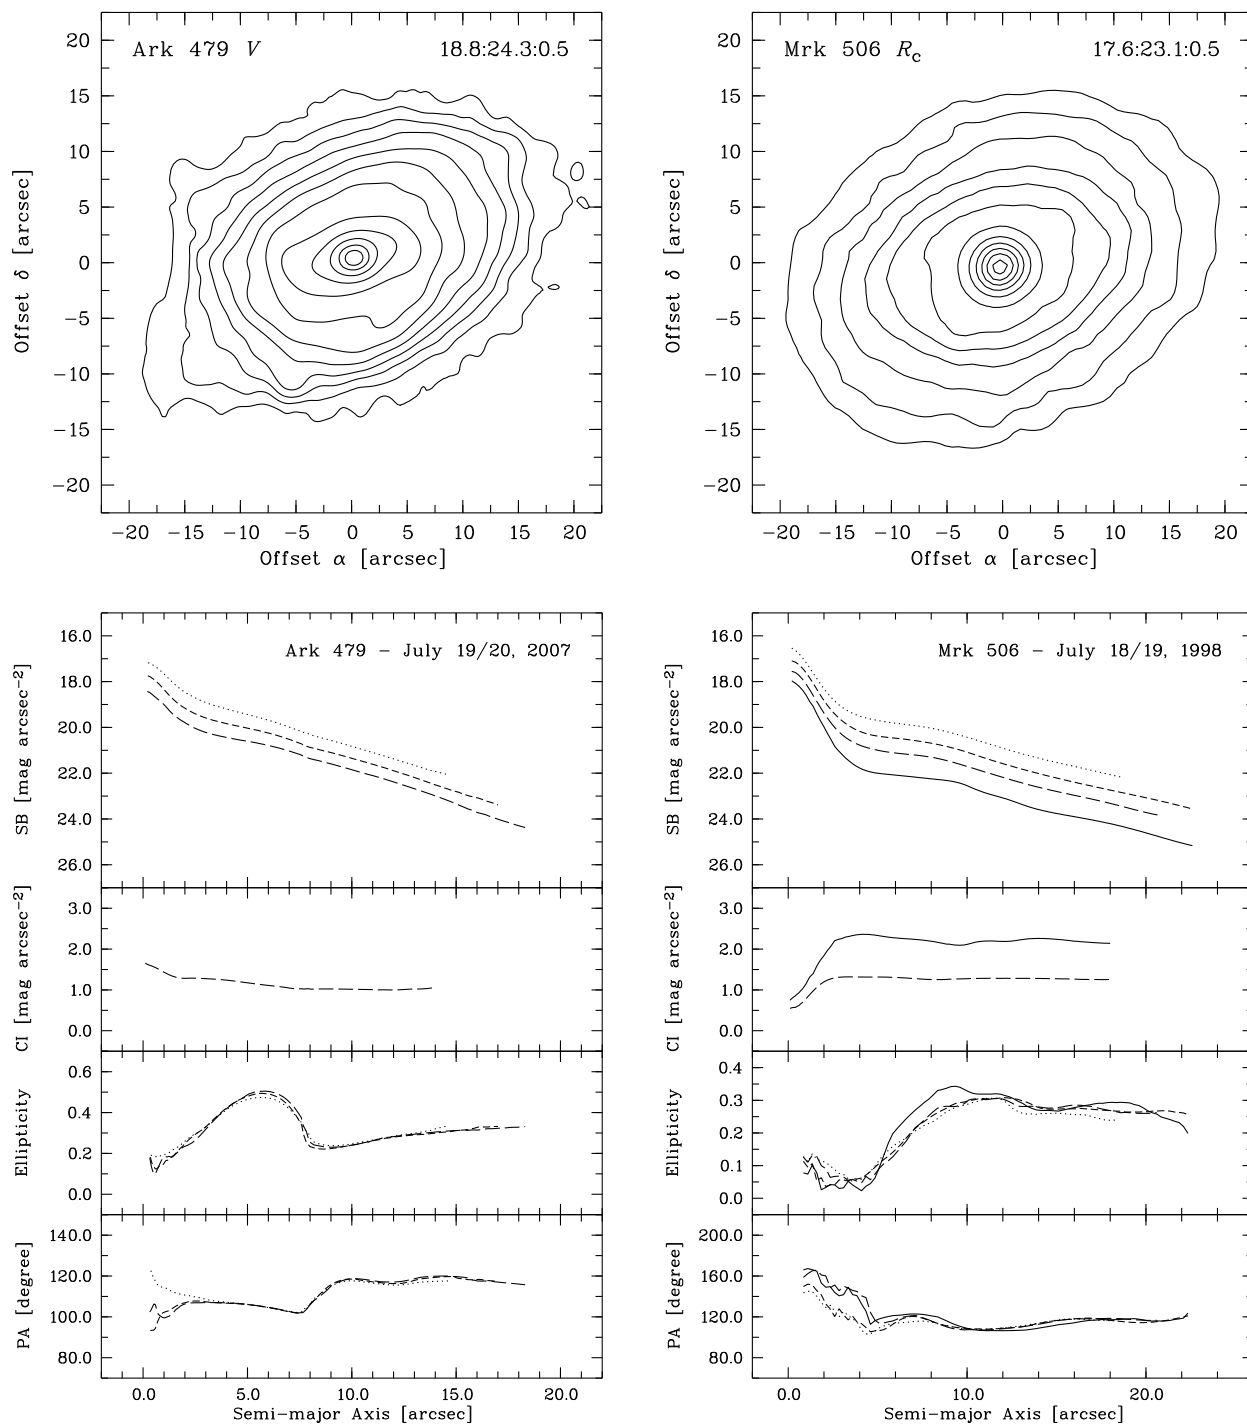 Ark 479 V 18.8:24.3:0.5
20
15
10
5
0
−5
−10
−15
−20
Offset δ [arcsec]
−20 −15 −10 −5 0 5 10 15 20
Offset α [arcsec]
Mrk 506 Rc 17.6:23.1:0.5
20
15
10
5
0
−5
−10
−15
−20
Offset δ [arcsec]
−20 −15 −10 −5 0 5 10 15 20
Offset α [arcsec]
Ark 479 − July 19/20, 2007
16.0
18.0
20.0
22.0
24.0
26.0
SB [mag arcsec−2]
3.0
2.0
1.0
0.0
CI [mag arcsec−2]
0.6
0.4
0.2
0.0
Ellipticity
140.0
120.0
100.0
80.0
PA [degree]
0.0 5.0 10.0 15.0 20.0
Semi−major Axis [arcsec]
Mrk 506 − July 18/19, 1998
16.0
18.0
20.0
22.0
24.0
26.0
SB [mag arcsec−2]
3.0
2.0
1.0
0.0
CI [mag arcsec−2]
0.4
0.3
0.2
0.1
0.0
Ellipticity
200.0
160.0
120.0
80.0
PA [degree]
0.0 10.0 20.0
Semi−major Axis [arcsec]